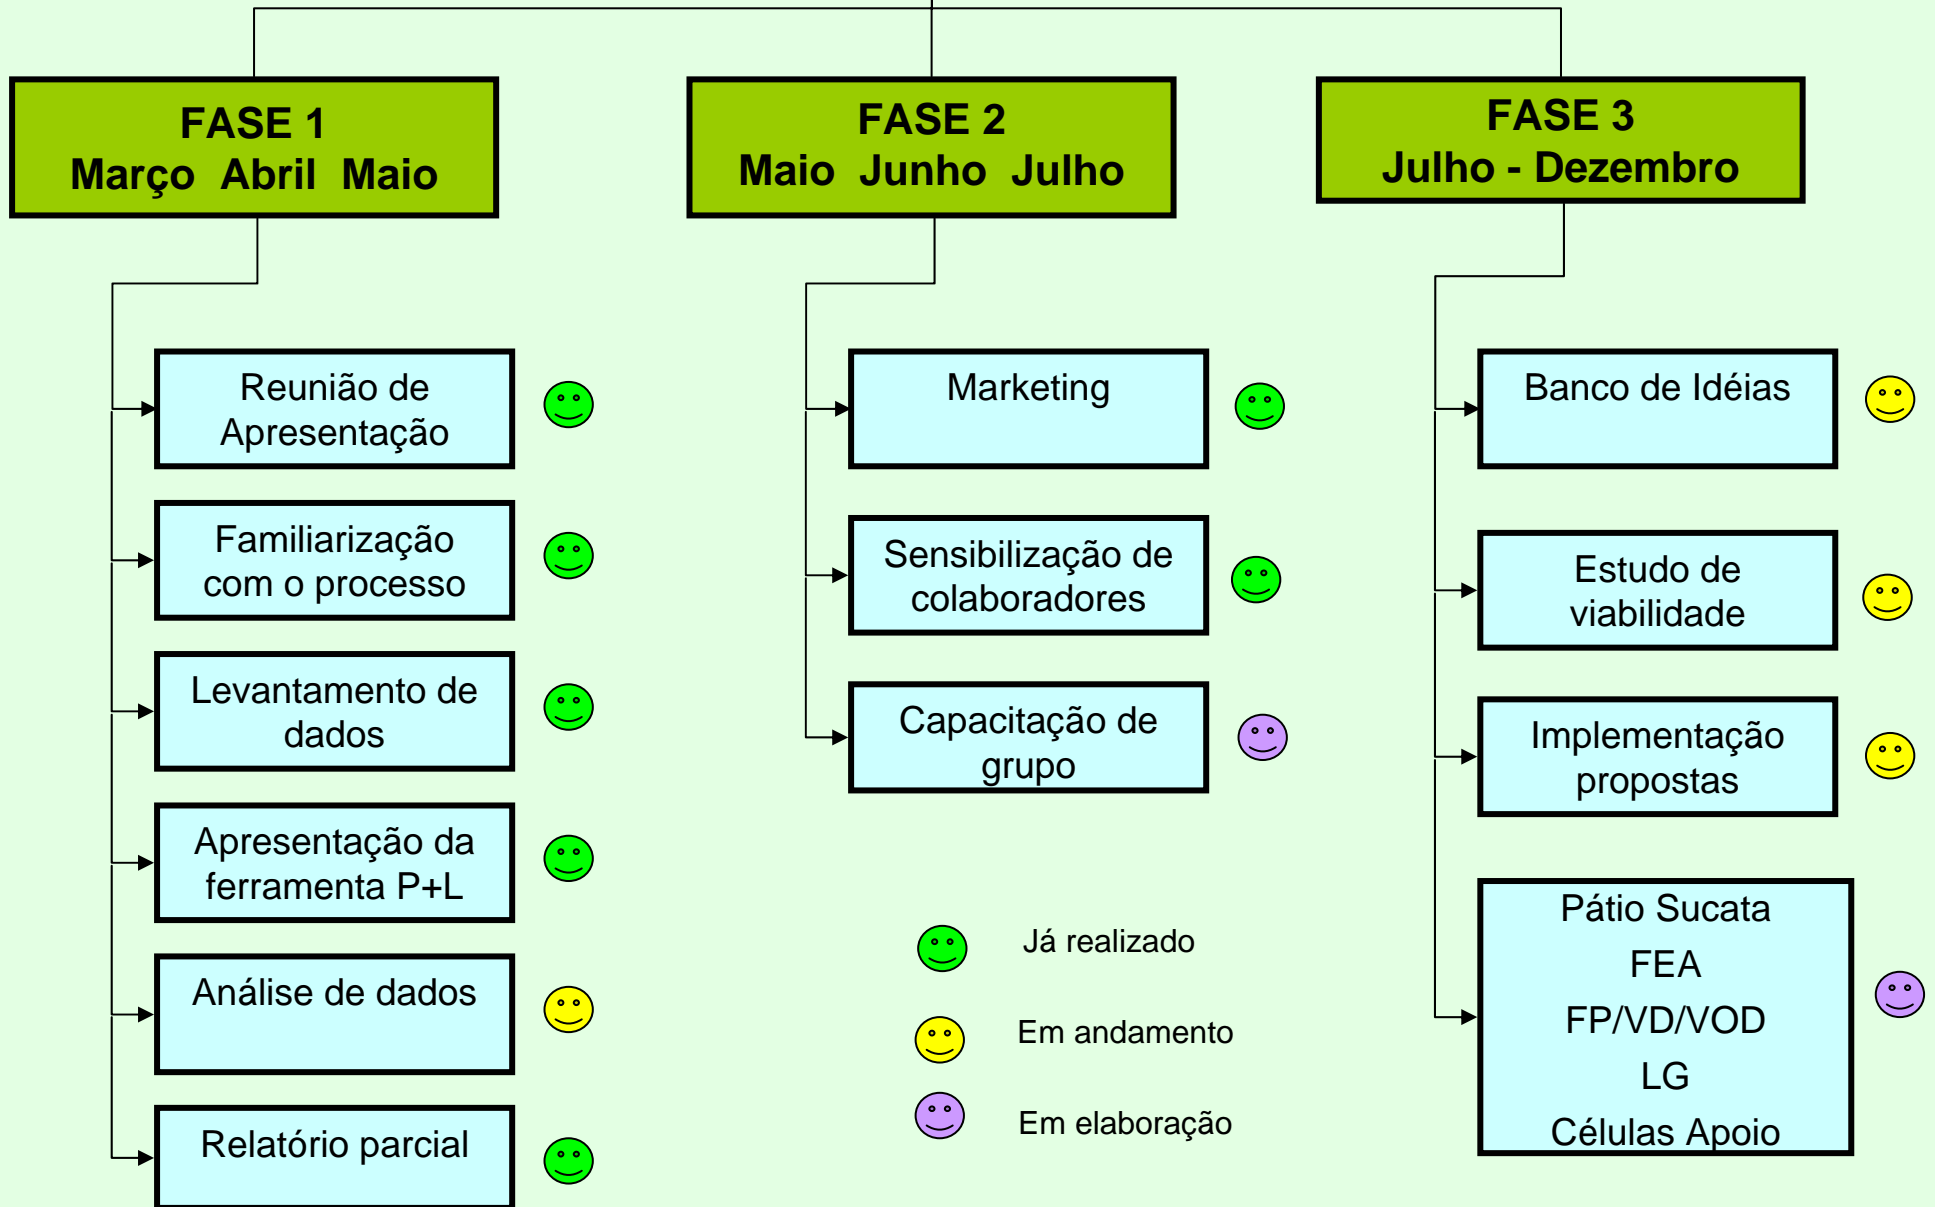 FASE 1
Março Abril Maio
Reunião de
Apresentação
Familiarização
com o processo
Levantamento de
dados
Apresentação da
ferramenta P+L
Análise de dados
Relatório parcial
FASE 2
Maio Junho Julho
Marketing
Sensibilização de
colaboradores
Capacitação de
grupo
Já realizado
Em andamento
Em elaboração
FASE 3
Julho - Dezembro
Banco de Idéias
Estudo de
viabilidade
Implementação
propostas
Pátio Sucata
FEA
FP/VD/VOD
LG
Células Apoio